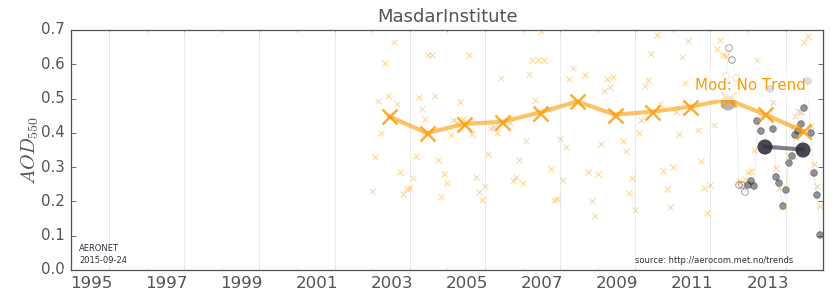 MasdarInstitute
0.7
0.6
0.5
0.4
0.3
0.2
0.1
0.0
AOD550
Mod: No Trend
AERONET
2015-09-24
source: http://aerocom.met.no/trends
1995 1997 1999 2001 2003 2005 2007 2009 2011 2013